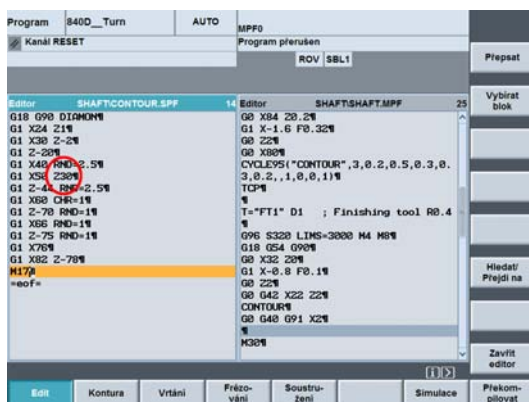 Program 840D__Turn AUTO MPF0
Kanál RESET Program přerušen
ROV SBL1
Přepsat
Vybírat
blok
Editor SHAFT\CONTOUR.SPF 14
G18 G90 DIAMON¶
G1 X24 Z1¶
G1 X30 Z-2¶
G1 Z-20¶
G1 X40 RND=2.5¶
G1 X50 Z30¶
G1 Z-44 RND=2.5¶
G1 X60 CHR=1¶
G1 Z-70 RND=1¶
G1 X66 RND=1¶
G1 Z-75 RND=1¶
G1 X76¶
G1 X82 Z-78¶
M17¶
=eof=
Editor SHAFT\SHAFT.MPF 25
G0 X84 Z0.2¶
G1 X-1.6 F0.32¶
G0 Z2¶
G0 X80¶
CYCLE95("CONTOUR",3,0.2,0.5,0.3,0.
3,0.2,,1,0,0,1)¶
TCP¶
¶
T="FT1" D1 ; Finishing tool R0.4
¶
G96 S320 LIMS=3000 M4 M8¶
G18 G54 G90¶
G0 X32 Z0¶
G1 X-0.8 F0.1¶
G0 Z2¶
G0 G42 X22 Z2¶
CONTOUR¶
G0 G40 G91 X2¶
¶
M30¶
Hledat/
Přejdi na
Zavřít
editor
Edit
Kontura
Vrtání
Frézo-
vání
Soustru-
žení
Simulace
Překom-
pilovat